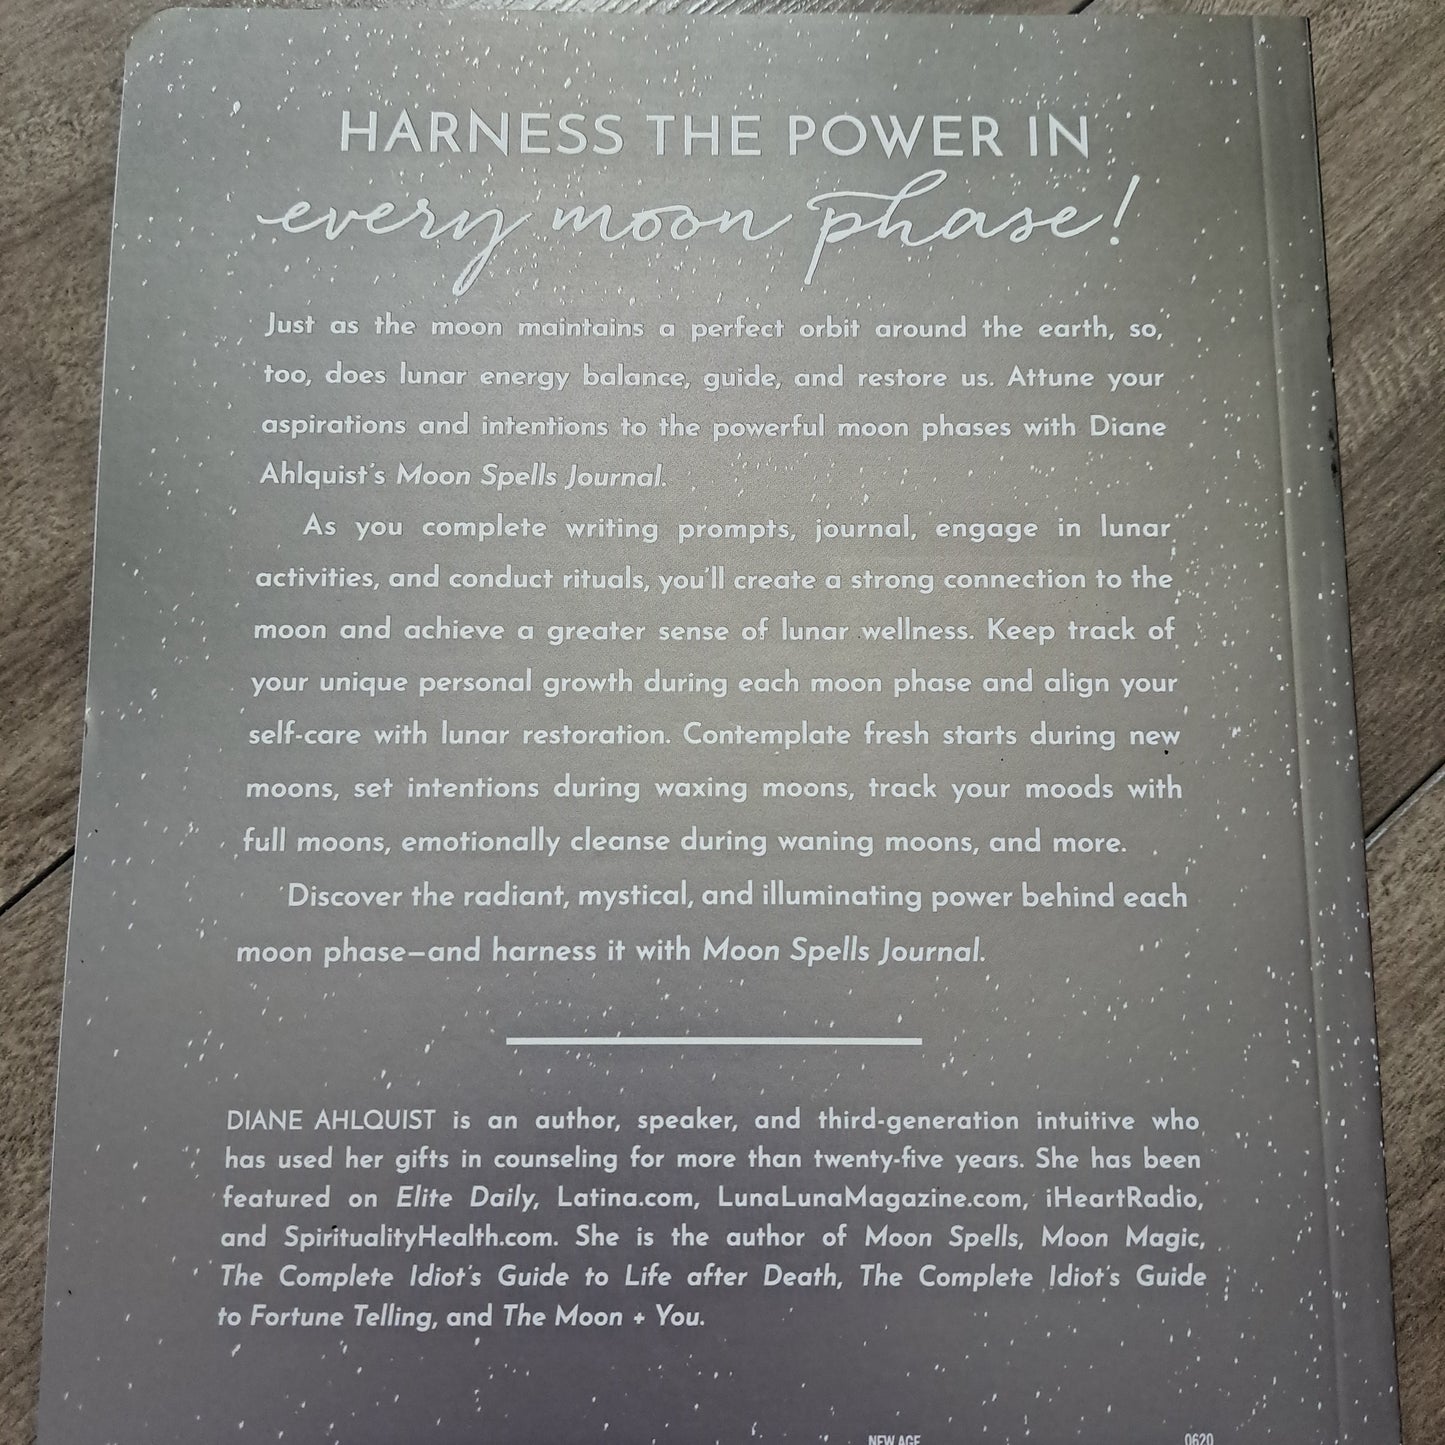 HARNESS THE POWER IN
every moon phase!
Just as the moon maintains a perfect orbit around the earth, so,
too, does lunar energy balance, guide, and restore us. Attune your
aspirations and intentions to the powerful moon phases with Diane
Ahlquist's Moon Spells Journal.
As you complete writing prompts, journal, engage in lunar
activities, and conduct rituals, you'll create a strong connection to the
moon and achieve a greater sense of lunar wellness. Keep track of
your unique personal growth during each moon phase and align your
self-care with lunar restoration. Contemplate fresh starts during new
moons, set intentions during waxing moons, track your moods with
full moons, emotionally cleanse during waning moons, and more.
Discover the radiant, mystical, and illuminating power behind each
moon phase—and harness it with Moon Spells Journal.
DIANE AHLQUIST is an author, speaker, and third-generation intuitive who
has used her gifts in counseling for more than twenty-five years. She has been
featured on Elite Daily, Latina.com, LunaLunaMagazine.com, iHeartRadio,
and SpiritualityHealth.com. She is the author of Moon Spells, Moon Magic,
The Complete Idiot's Guide to Life after Death, The Complete Idiot's Guide
to Fortune Telling, and The Moon + You.
NEW AGE 0620